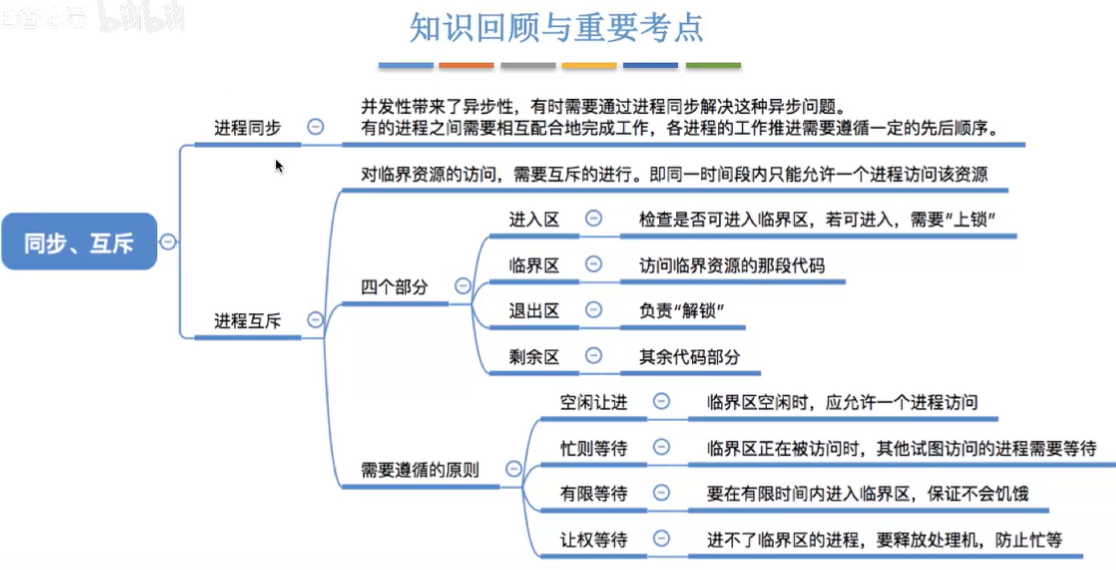 bilibili
知识回顾与重要考点
同步、互斥
进程同步
并发性带来了异步性，有时需要通过进程同步解决这种异步问题。
有的进程之间需要相互配合地完成工作，各进程的工作推进需要遵循一定的先后顺序。
进程互斥
对临界资源的访问，需要互斥的进行。即同一时间段内只能允许一个进程访问该资源
四个部分
进入区
检查是否可进入临界区，若可进入，需要“上锁”
临界区
访问临界资源的那段代码
退出区
负责“解锁”
剩余区
其余代码部分
需要遵循的原则
空闲让进
临界区空闲时，应允许一个进程访问
忙则等待
临界区正在被访问时，其他试图访问的进程需要等待
有限等待
要在有限时间内进入临界区，保证不会饥饿
让权等待
进不了临界区的进程，要释放处理机，防止忙等